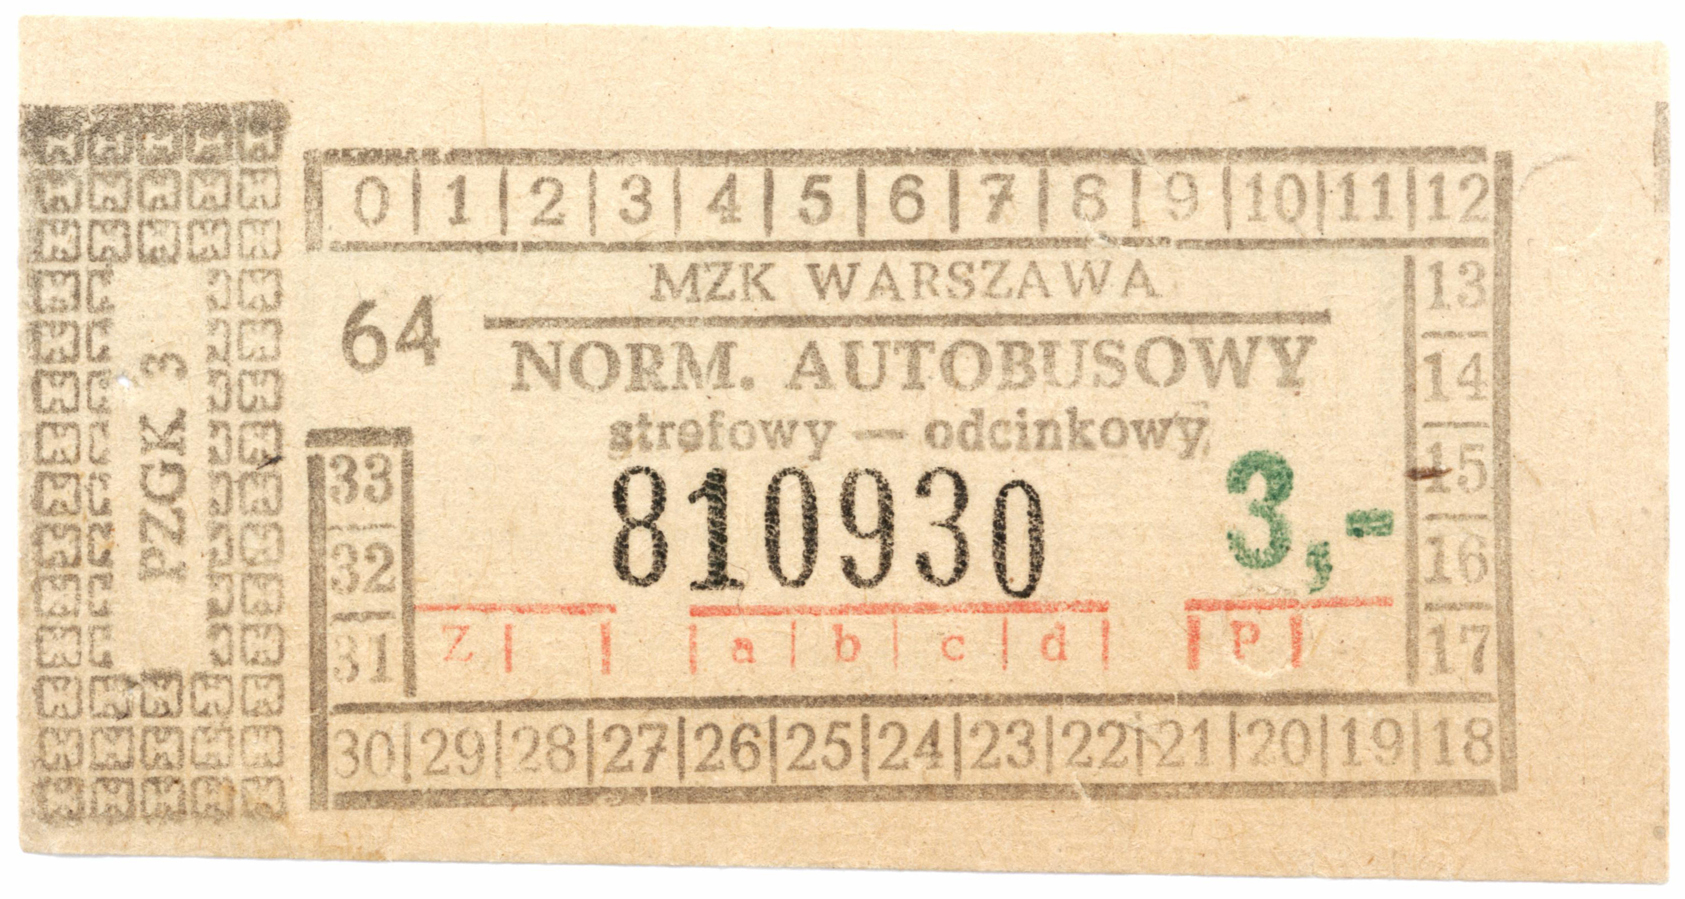 0 1 2 3 4 5 6 7 8 9 10 11 12
MZK WARSZAWA
13
64
NORM. AUTOBUSOWY
14
strefowy — odcinkowy
PZGK 3
33
810930
3,-
15
32
16
31
Z a b c d P
17
30 29 28 27 26 25 24 23 22 21 20 19 18